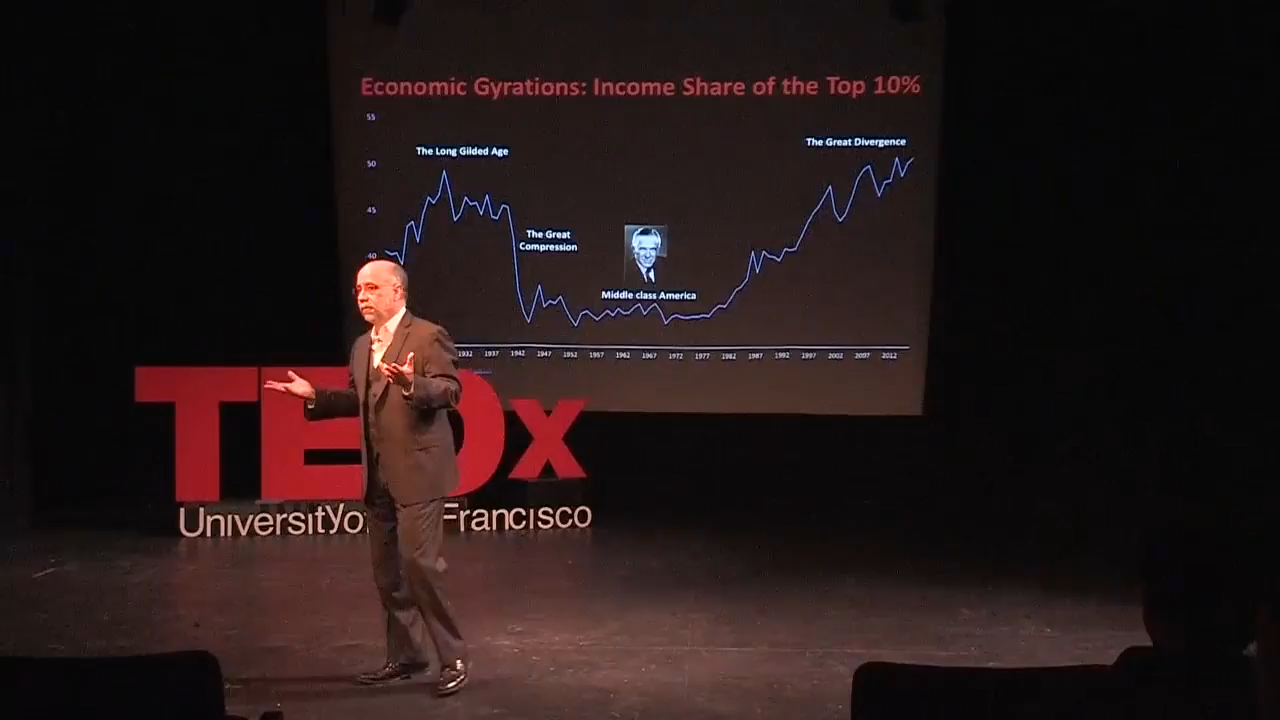 Economic Gyrations: Income Share of the Top 10%
55
The Great Divergence
The Long Gilded Age
50
45
The Great
Compression
40
Middle class America
1932 1937 1942 1947 1952 1957 1962 1967 1972 1977 1982 1987 1992 1997 2002 2007 2012
TEDx
University of Francisco